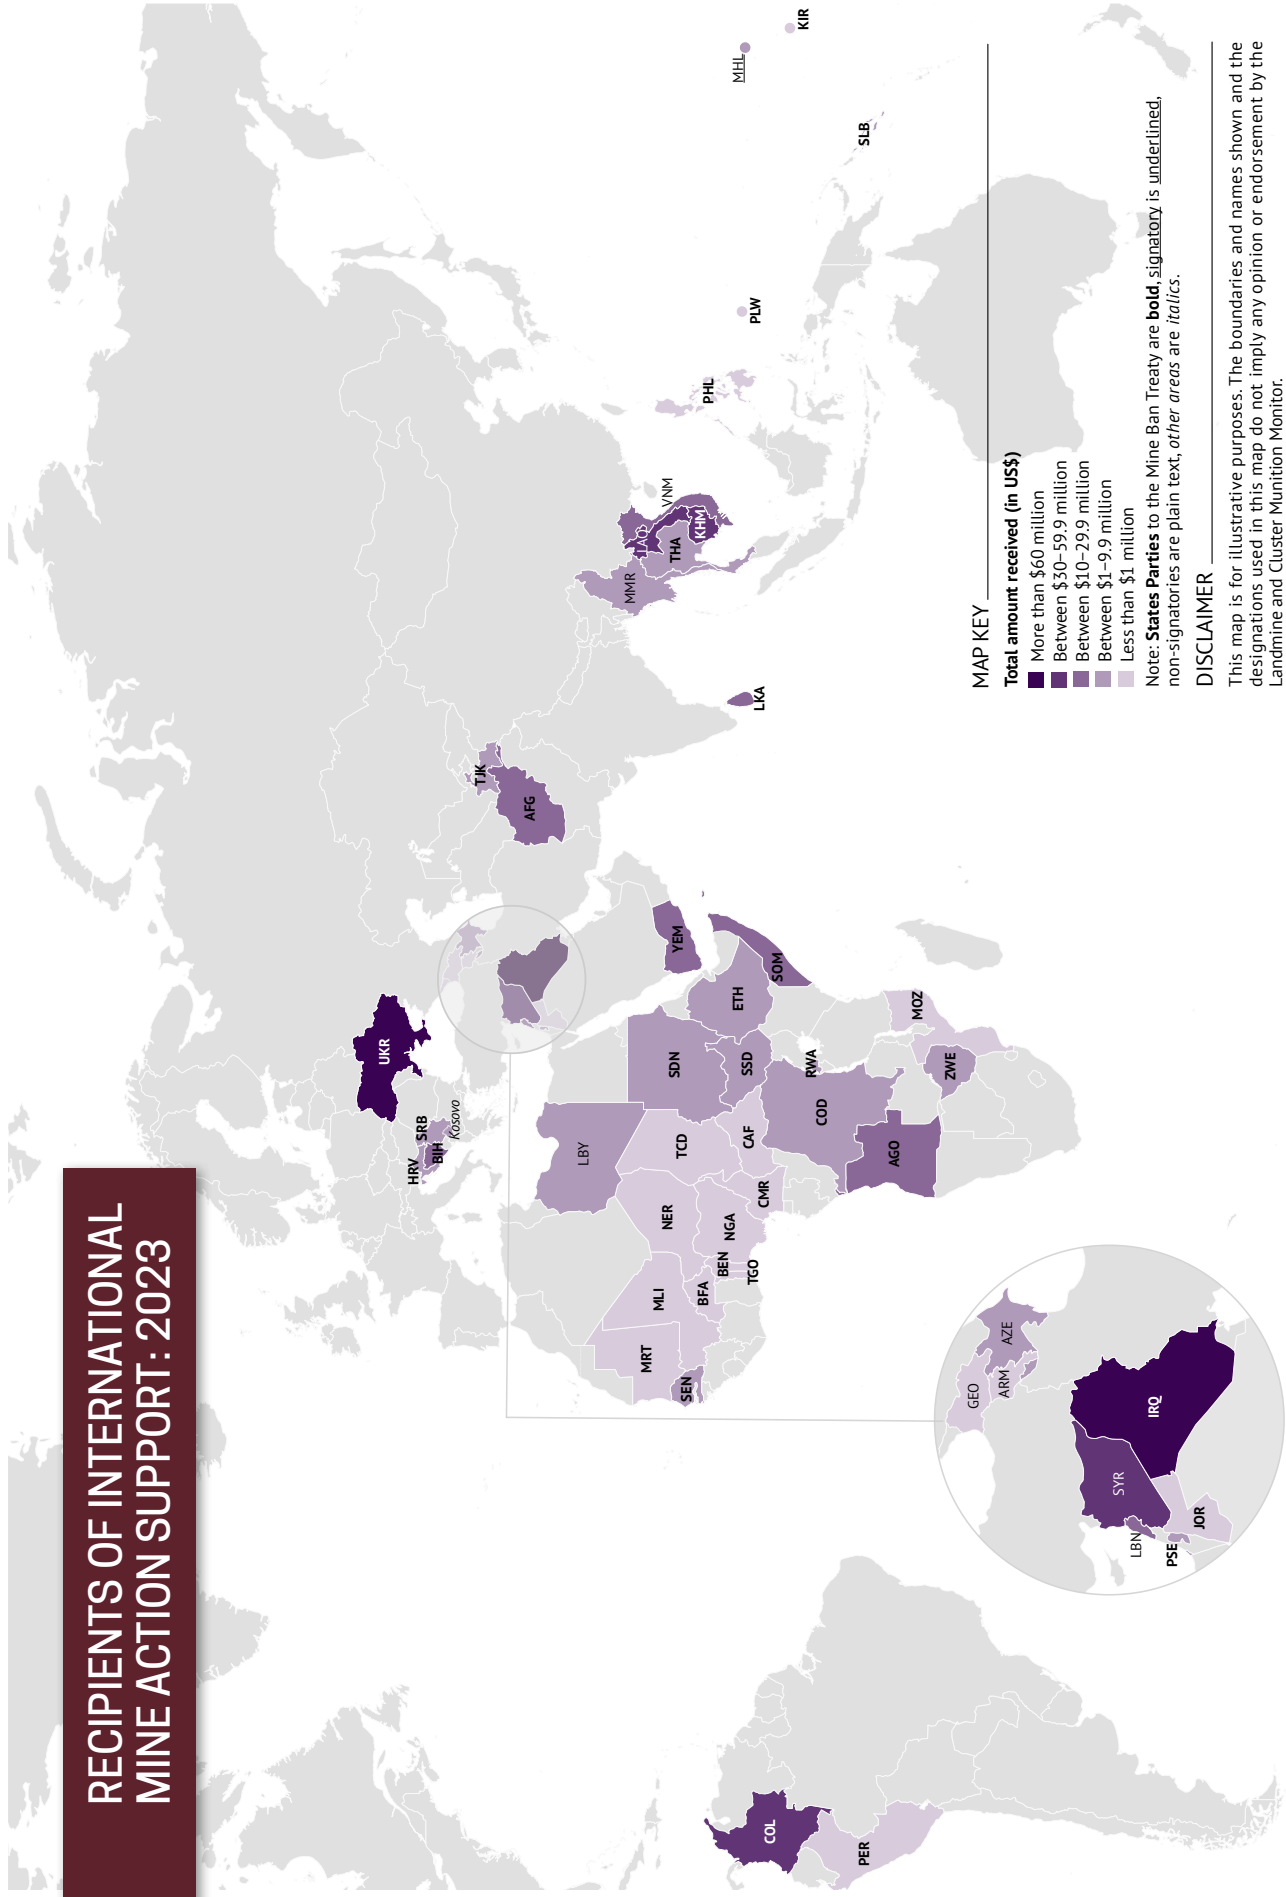 RECIPIENTS OF INTERNATIONAL
MINE ACTION SUPPORT: 2023
UKR
HRV
SRB
BIH
Kosovo
TJK
AFG
MMR
LAO
THA
VNM
KHM
LKA
PHL
PLW
MHL
KIR
SLB
YEM
SOM
ETH
SDN
SSD
RWA
COD
AGO
MOZ
ZWE
LBY
TCD
CAF
CMR
NER
NGA
BEN
TGO
BFA
MLI
MRT
SEN
COL
PER
GEO
ARM
AZE
IRQ
SYR
LBN
PSE
JOR
MAP KEY
Total amount received (in US$)
More than $60 million
Between $30–59.9 million
Between $10–29.9 million
Between $1–9.9 million
Less than $1 million
Note: States Parties to the Mine Ban Treaty are bold, signatory is underlined,
non-signatories are plain text, other areas are italics.
DISCLAIMER
This map is for illustrative purposes. The boundaries and names shown and the
designations used in this map do not imply any opinion or endorsement by the
Landmine and Cluster Munition Monitor.